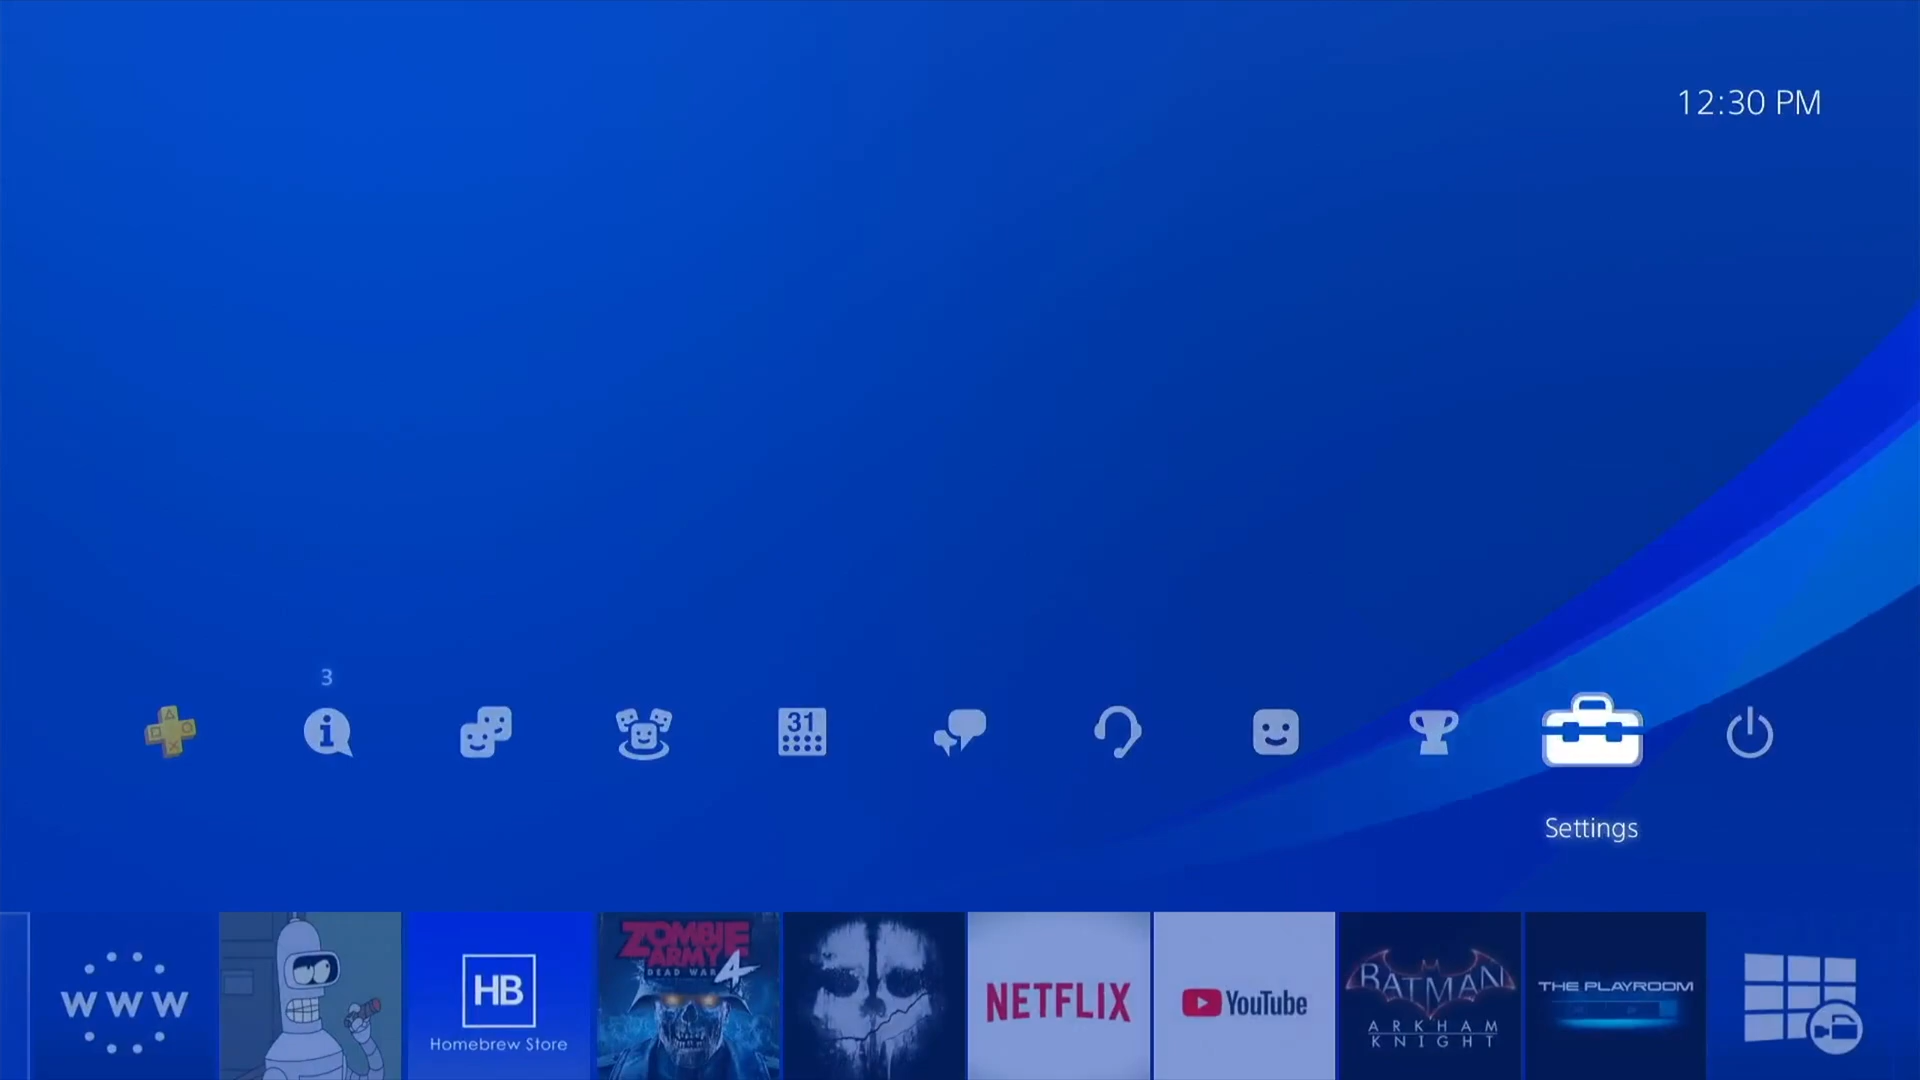 12:30 PM
3
31
Settings
WWW
HB
Homebrew Store
ZOMBIE
ARMY
DEAD WAR 4
NETFLIX
YouTube
BATMAN
ARKHAM
KNIGHT
THE PLAYROOM